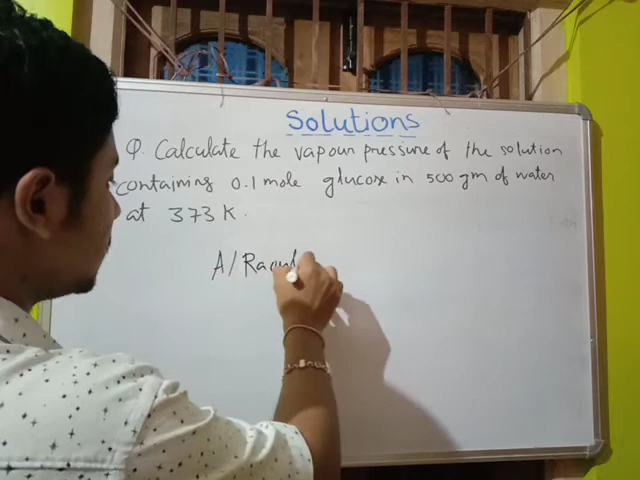 Solutions
Q. Calculate the vapour pressure of the solution
containing 0.1 mole glucose in 500 gm of water
at 373 K.
A/Raoul